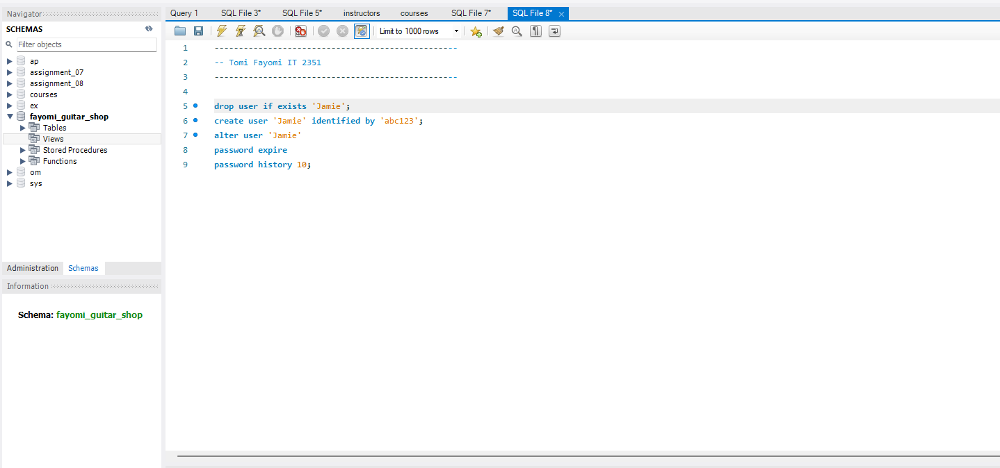 Navigator
SCHEMAS
Filter objects
ap
assignment_07
assignment_08
courses
ex
fayomi_guitar_shop
Tables
Views
Stored Procedures
Functions
om
sys
Administration Schemas
Information
Schema: fayomi_guitar_shop
Query 1 SQL File 3* SQL File 5* instructors courses SQL File 7* SQL File 8*
Limit to 1000 rows
1 --------------------------------------------------
2 -- Tomi Fayomi IT 2351
3 --------------------------------------------------
4
5 drop user if exists 'Jamie';
6 create user 'Jamie' identified by 'abc123';
7 alter user 'Jamie'
8 password expire
9 password history 10;